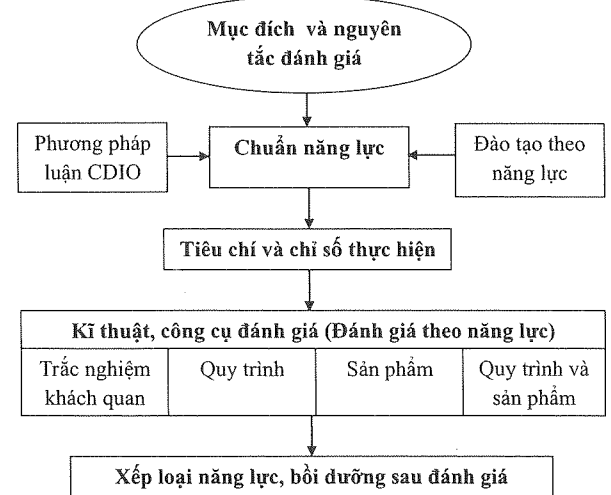 Mục đích và nguyên
tắc đánh giá
Phương pháp
luận CDIO
Chuẩn năng lực
Đào tạo theo
năng lực
Tiêu chí và chỉ số thực hiện
Kĩ thuật, công cụ đánh giá (Đánh giá theo năng lực)
Trắc nghiệm
khách quan
Quy trình
Sản phẩm
Quy trình và
sản phẩm
Xếp loại năng lực, bồi dưỡng sau đánh giá